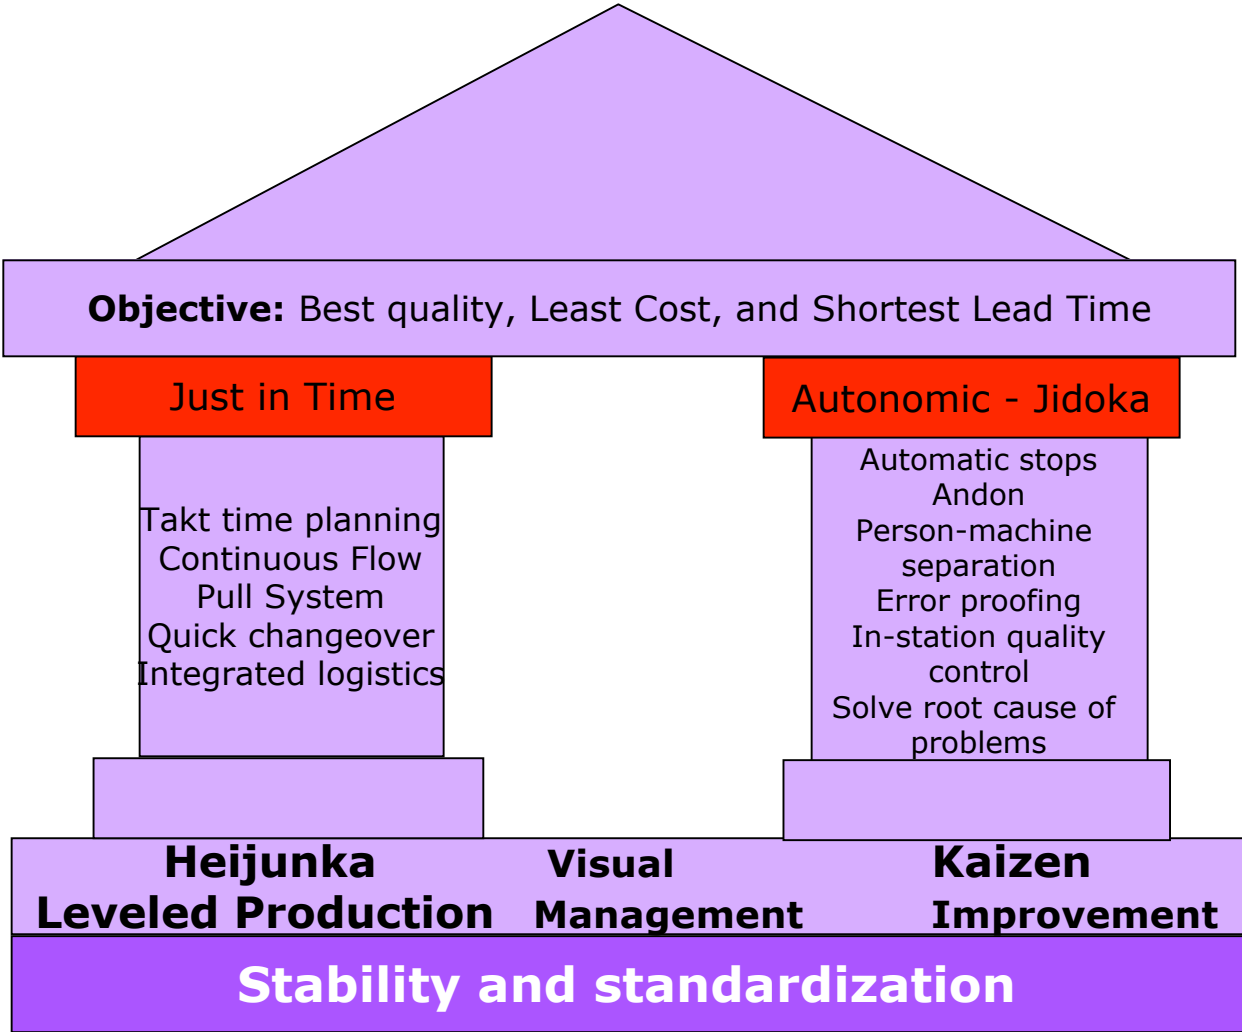 Objective: Best quality, Least Cost, and Shortest Lead Time
Just in Time
Takt time planning
Continuous Flow
Pull System
Quick changeover
Integrated logistics
Autonomic - Jidoka
Automatic stops
Andon
Person-machine
separation
Error proofing
In-station quality
control
Solve root cause of
problems
Heijunka
Leveled Production
Visual
Management
Kaizen
Improvement
Stability and standardization